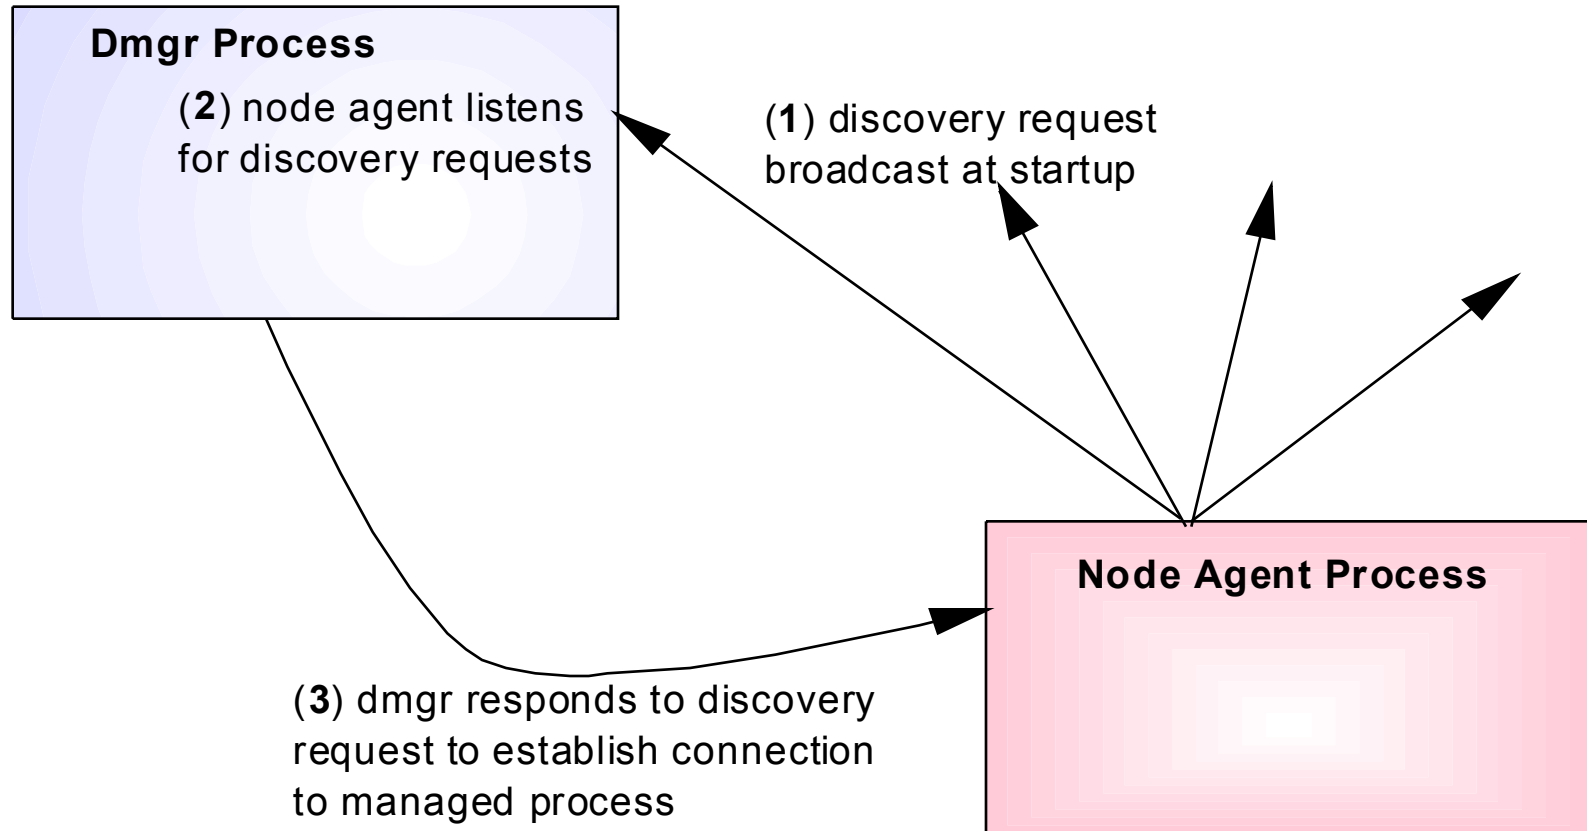 Dmgr Process
(2) node agent listens
for discovery requests
(1) discovery request
broadcast at startup
Node Agent Process
(3) dmgr responds to discovery
request to establish connection
to managed process